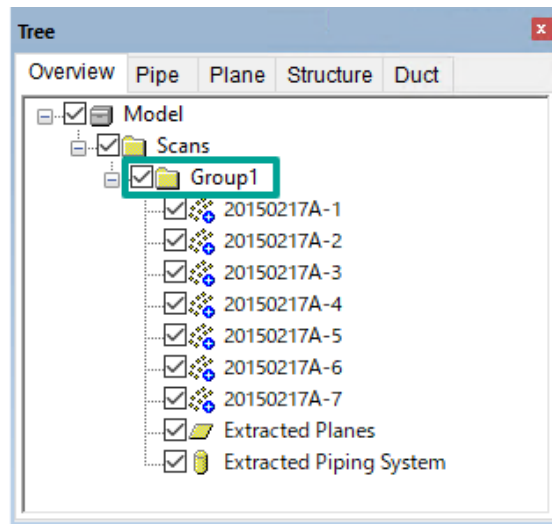 Tree
Overview Pipe Plane Structure Duct
Model
Scans
Group1
20150217A-1
20150217A-2
20150217A-3
20150217A-4
20150217A-5
20150217A-6
20150217A-7
Extracted Planes
Extracted Piping System